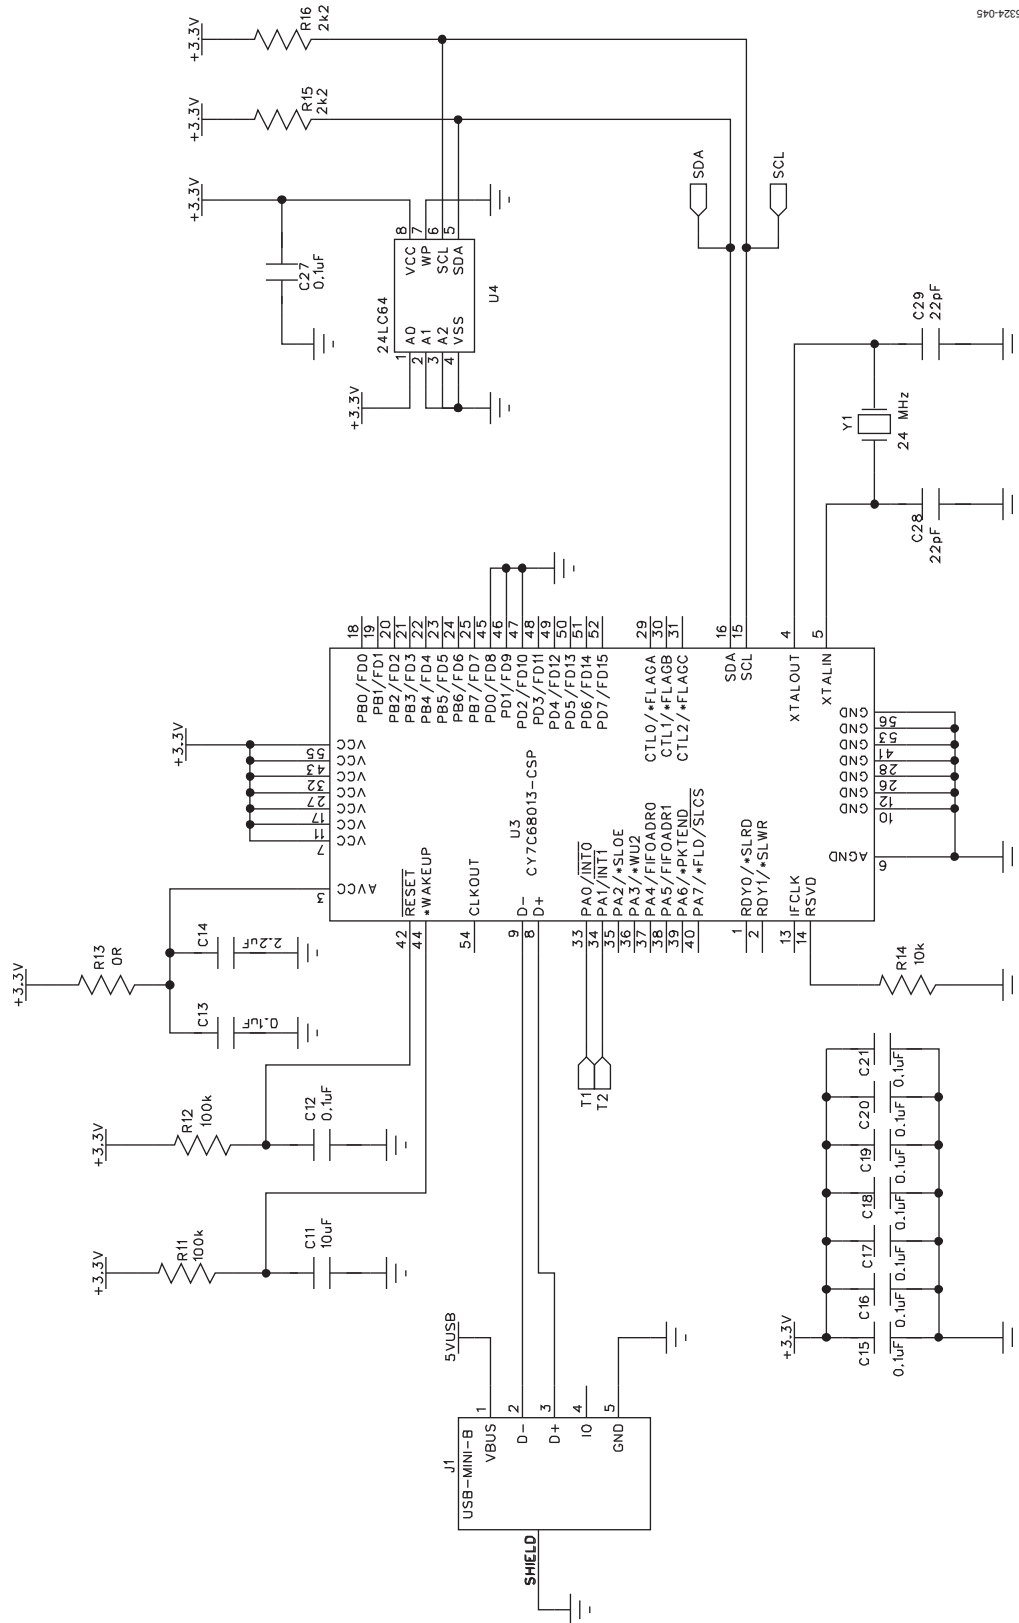 06324-045
+3.3V
R16
2k2
+3.3V
R15
2k2
+3.3V
C27
0.1uF
+3.3V
24LC64
1 A0
2 A1
3 A2
4 VSS
VCC 8
WP 7
SCL 6
SDA 5
U4
SDA
SCL
Y1
24 MHz
C29
22pF
C28
22pF
+3.3V
U3
CY7C68013-CSP
PB0/FD0 18
PB1/FD1 19
PB2/FD2 20
PB3/FD3 21
PB4/FD4 22
PB5/FD5 23
PB6/FD6 24
PB7/FD7 25
PD0/FD8 45
PD1/FD9 46
PD2/FD10 47
PD3/FD11 48
PD4/FD12 49
PD5/FD13 50
PD6/FD14 51
PD7/FD15 52
CTL0/*FLAGA 29
CTL1/*FLAGB 30
CTL2/*FLAGC 31
SDA 16
SCL 15
XTALOUT 4
XTALIN 5
VCC 55
VCC 43
VCC 32
VCC 27
VCC 17
VCC 11
VCC 7
AVCC 3
GND 56
GND 53
GND 41
GND 28
GND 26
GND 12
GND 10
AGND 6
42 RESET
44 *WAKEUP
54 CLKOUT
9 D-
8 D+
33 PA0/INT0
34 PA1/INT1
35 PA2/*SLOE
36 PA3/*WU2
37 PA4/FIFOADR0
38 PA5/FIFOADR1
39 PA6/*PKTEND
40 PA7/*FLD/SLCS
1 RDY0/*SLRD
2 RDY1/*SLWR
13 IFCLK
14 RSVD
+3.3V
R13
0R
C14
2.2uF
C13
0.1uF
+3.3V
R12
100k
C12
0.1uF
+3.3V
R11
100k
C11
10uF
T1
T2
R14
10k
+3.3V
C15
0.1uF
C16
0.1uF
C17
0.1uF
C18
0.1uF
C19
0.1uF
C20
0.1uF
C21
0.1uF
5VUSB
J1
USB-MINI-B
VBUS 1
D- 2
D+ 3
IO 4
GND 5
SHIELD